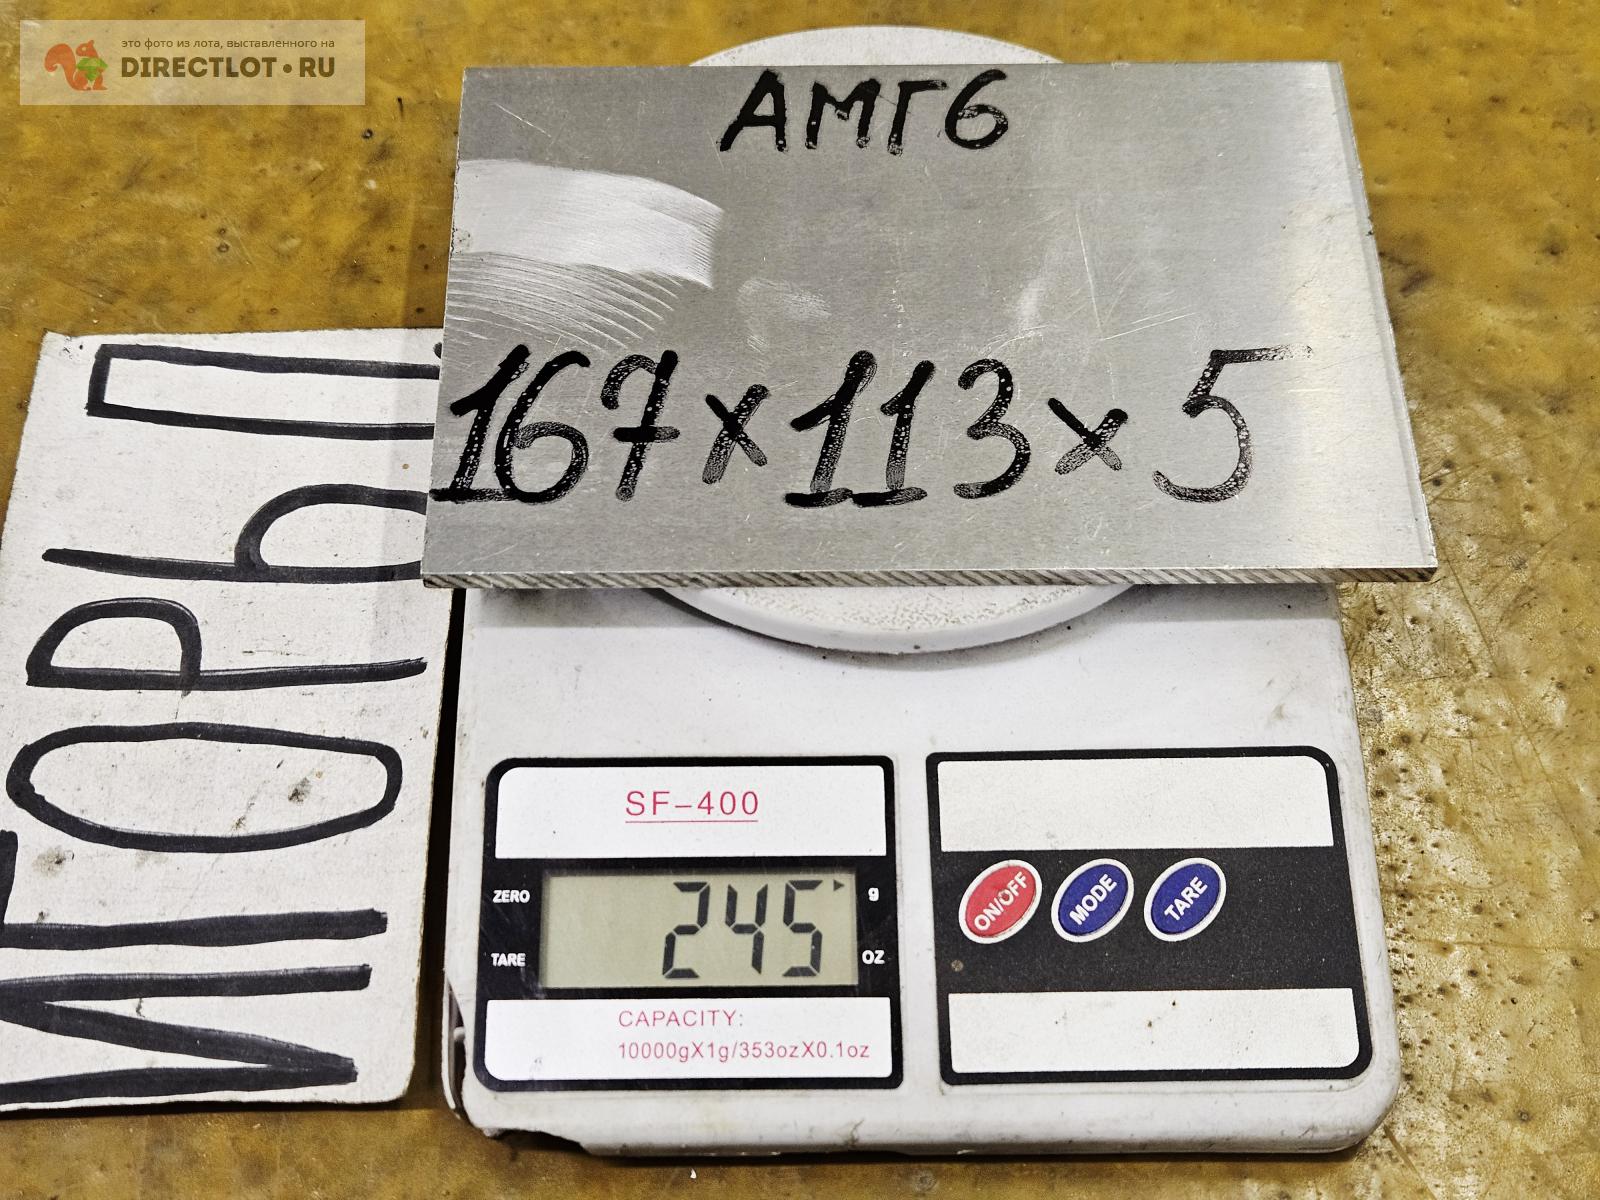 это фото из лота, выставленного на
DIRECTLOT.RU
АМГ6
167×113×5
ИГОРЬ
SF-400
ZERO
TARE
245
g
OZ
CAPACITY:
10000gX1g/353ozX0.1oz
ON/OFF
MODE
TARE